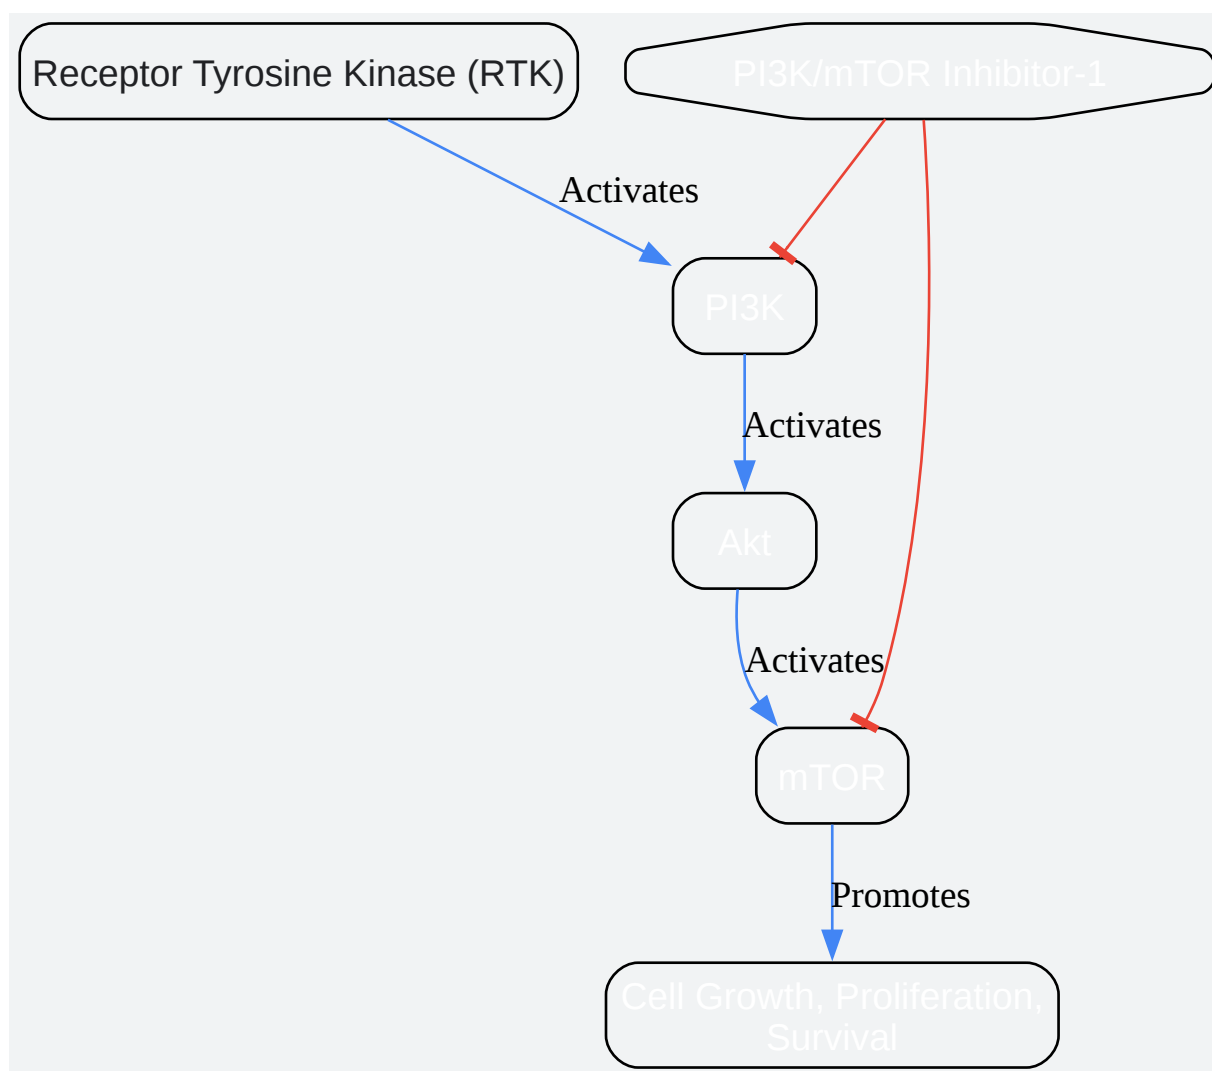 Receptor Tyrosine Kinase (RTK)
PI3K/mTOR Inhibitor-1
Activates
PI3K
Activates
Akt
Activates
mTOR
Promotes
Cell Growth, Proliferation,
Survival